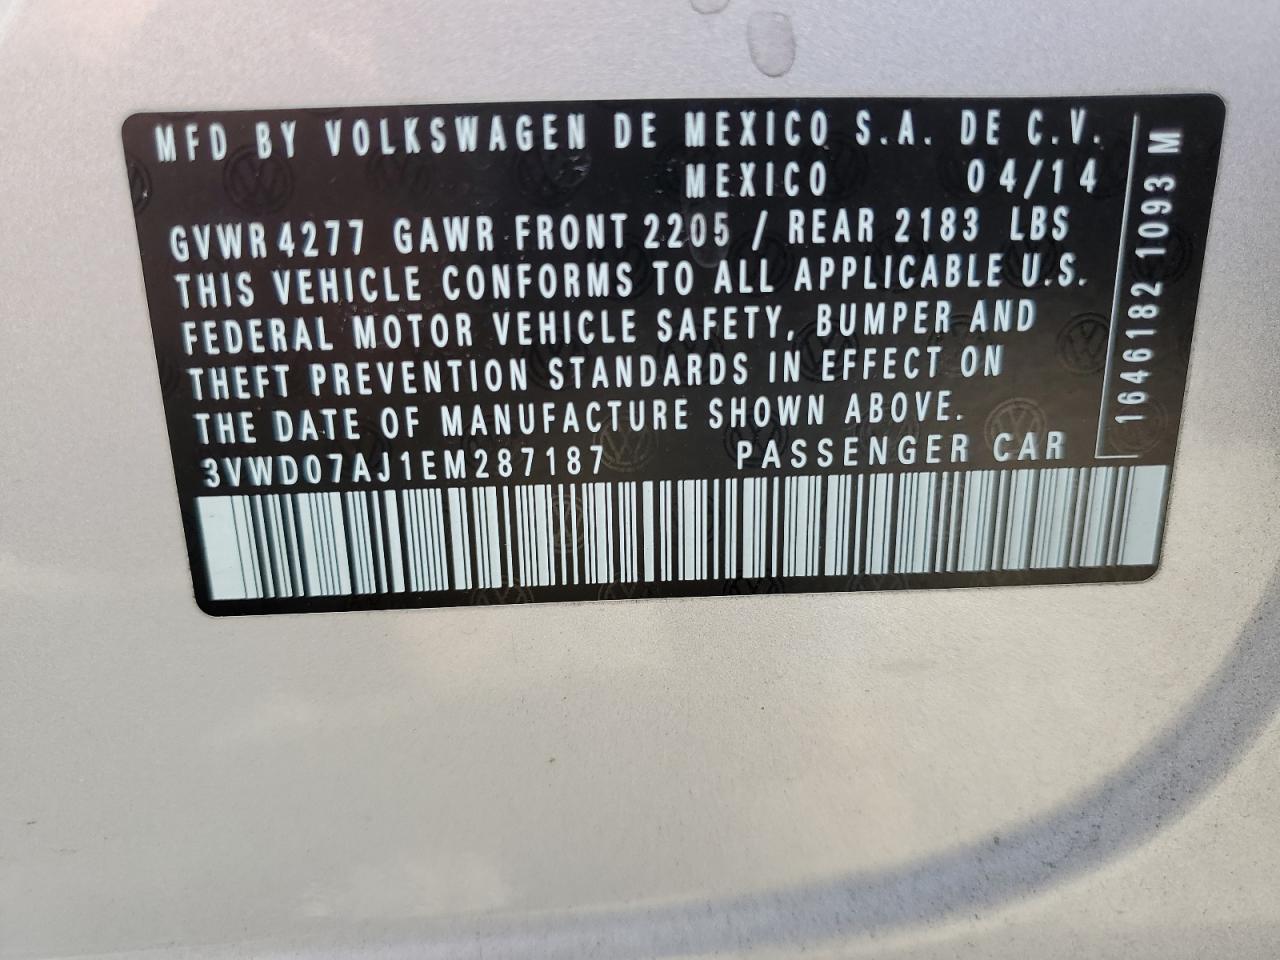 MFD BY VOLKSWAGEN DE MEXICO S.A. DE C.V.
MEXICO 04/14
GVWR 4277 GAWR FRONT 2205 / REAR 2183 LBS
THIS VEHICLE CONFORMS TO ALL APPLICABLE U.S.
FEDERAL MOTOR VEHICLE SAFETY, BUMPER AND
THEFT PREVENTION STANDARDS IN EFFECT ON
THE DATE OF MANUFACTURE SHOWN ABOVE.
3VWD07AJ1EM287187 PASSENGER CAR
1646182 1093 M